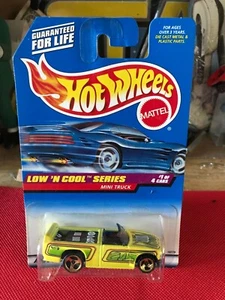 GUARANTEED
FOR LIFE
FOR AGES
OVER 3 YEARS.
DIE CAST METAL &
PLASTIC PARTS.
Hot Wheels
MATTEL
LOW 'N COOL SERIES
MINI TRUCK
#1 OF
4 CARS